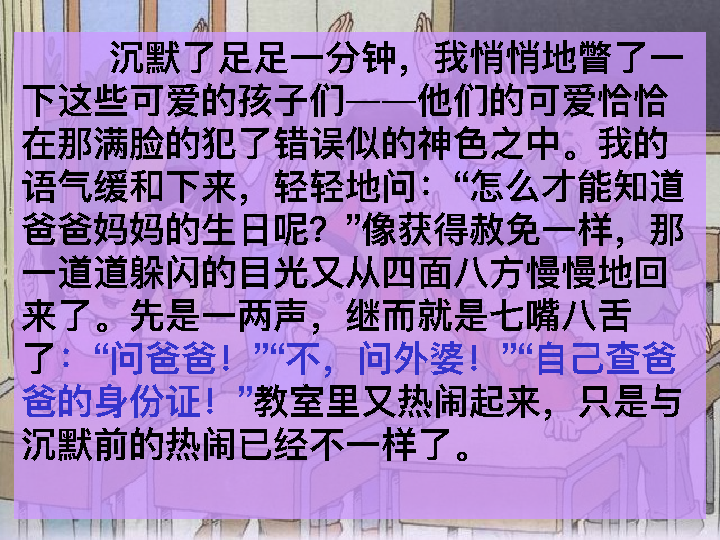 沉默了足足一分钟，我悄悄地瞥了一
下这些可爱的孩子们——他们的可爱恰恰
在那满脸的犯了错误似的神色之中。我的
语气缓和下来，轻轻地问：“怎么才能知道
爸爸妈妈的生日呢？”像获得赦免一样，那
一道道躲闪的目光又从四面八方慢慢地回
来了。先是一两声，继而就是七嘴八舌
了：“问爸爸！”“不，问外婆！”“自己查爸
爸的身份证！”教室里又热闹起来，只是与
沉默前的热闹已经不一样了。